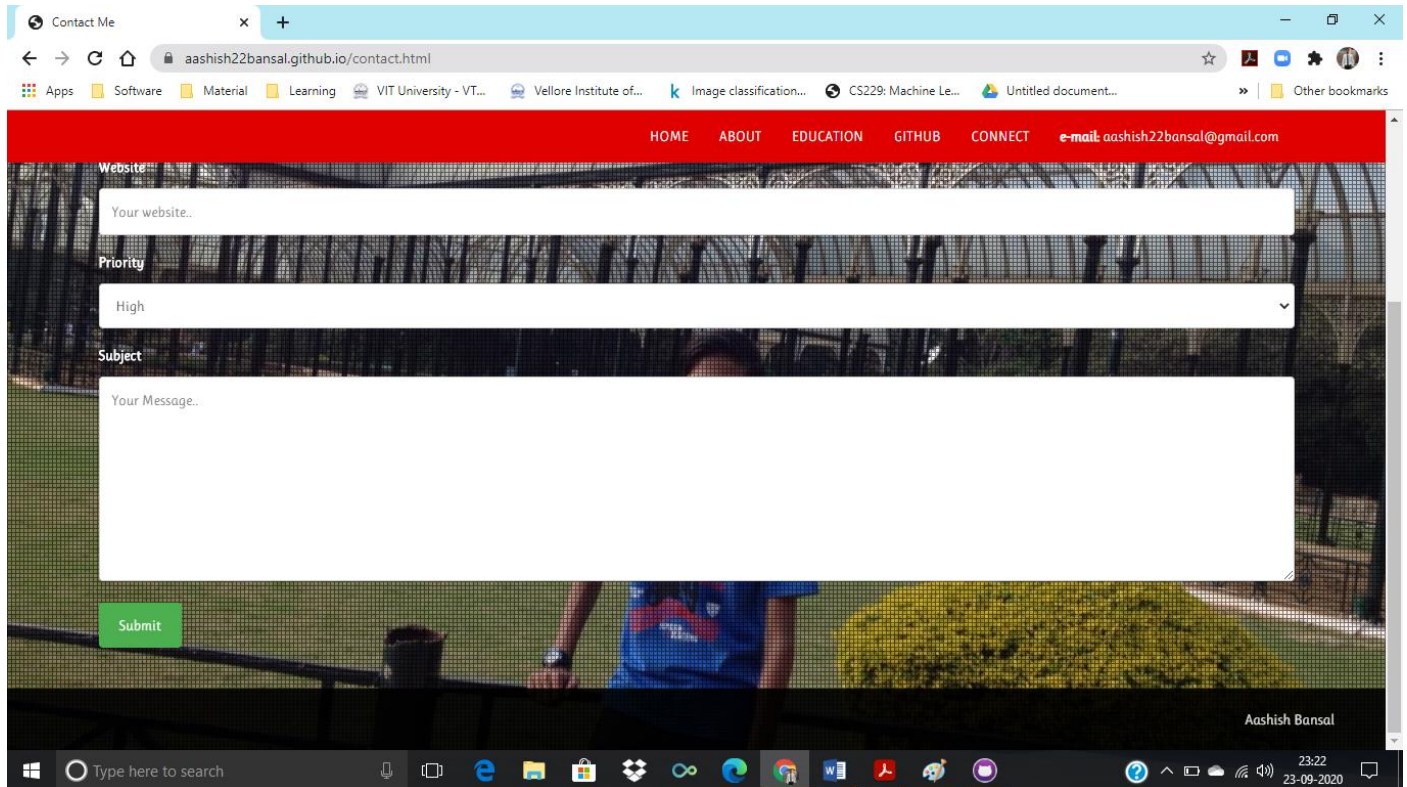 Contact Me
aashish22bansal.github.io/contact.html
Apps Software Material Learning VIT University - VT... Vellore Institute of... k Image classification... CS229: Machine Le... Untitled document... » Other bookmarks
HOME ABOUT EDUCATION GITHUB CONNECT e-mail: aashish22bansal@gmail.com
Website
Your website..
Priority
High
Subject
Your Message..
Submit
Aashish Bansal
Type here to search
23:22
23-09-2020